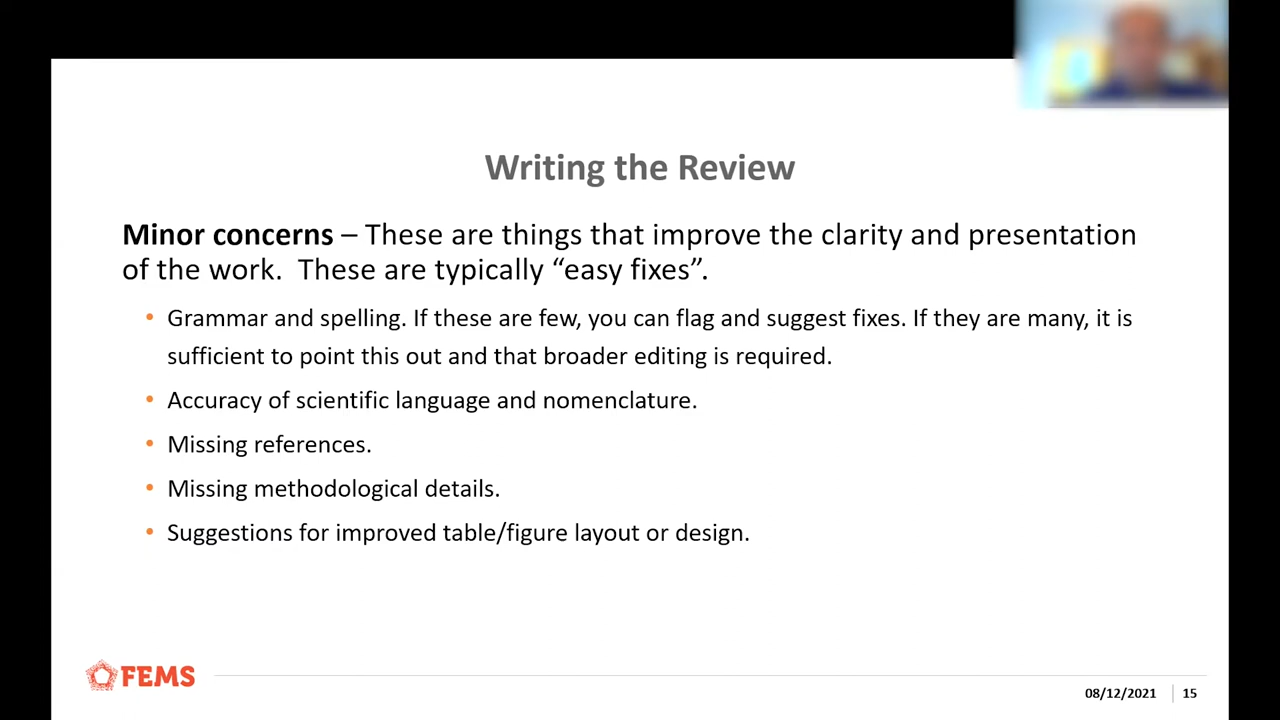 Writing the Review
Minor concerns – These are things that improve the clarity and presentation
of the work.  These are typically “easy fixes”.
• Grammar and spelling. If these are few, you can flag and suggest fixes. If they are many, it is
sufficient to point this out and that broader editing is required.
• Accuracy of scientific language and nomenclature.
• Missing references.
• Missing methodological details.
• Suggestions for improved table/figure layout or design.
FEMS
08/12/2021 15